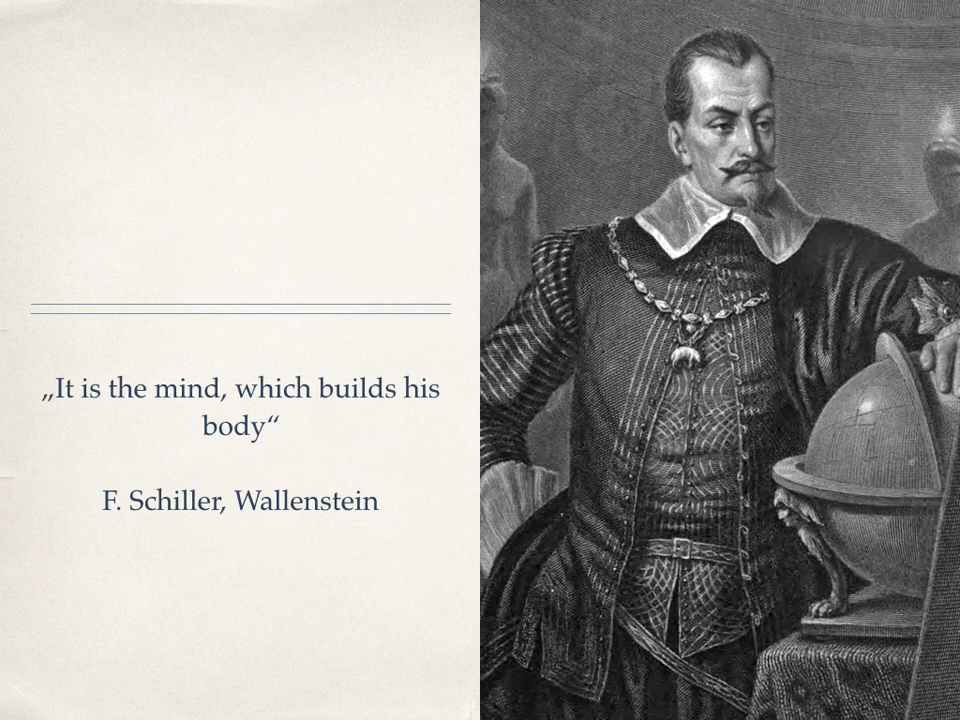 „It is the mind, which builds his
body“
F. Schiller, Wallenstein